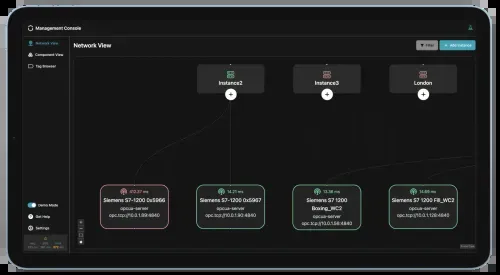 Management Console
Network View
Component View
Tag Browser
Network View
Filter
Add Instance
Instance2
Instance3
London
412.27 ms
Siemens S7-1200 0x5966
opcua-server
opc.tcp://10.0.1.89:4840
14.21 ms
Siemens S7-1200 0x5967
opcua-server
opc.tcp://10.0.1.90:4840
13.36 ms
Siemens S7 1200
Boxing_WC2
opcua-server
opc.tcp://10.0.1.56:4840
14.69 ms
Siemens S7 1200 Fill_WC2
opcua-server
opc.tcp://10.0.1.128:4840
Demo Mode
Get Help
Settings